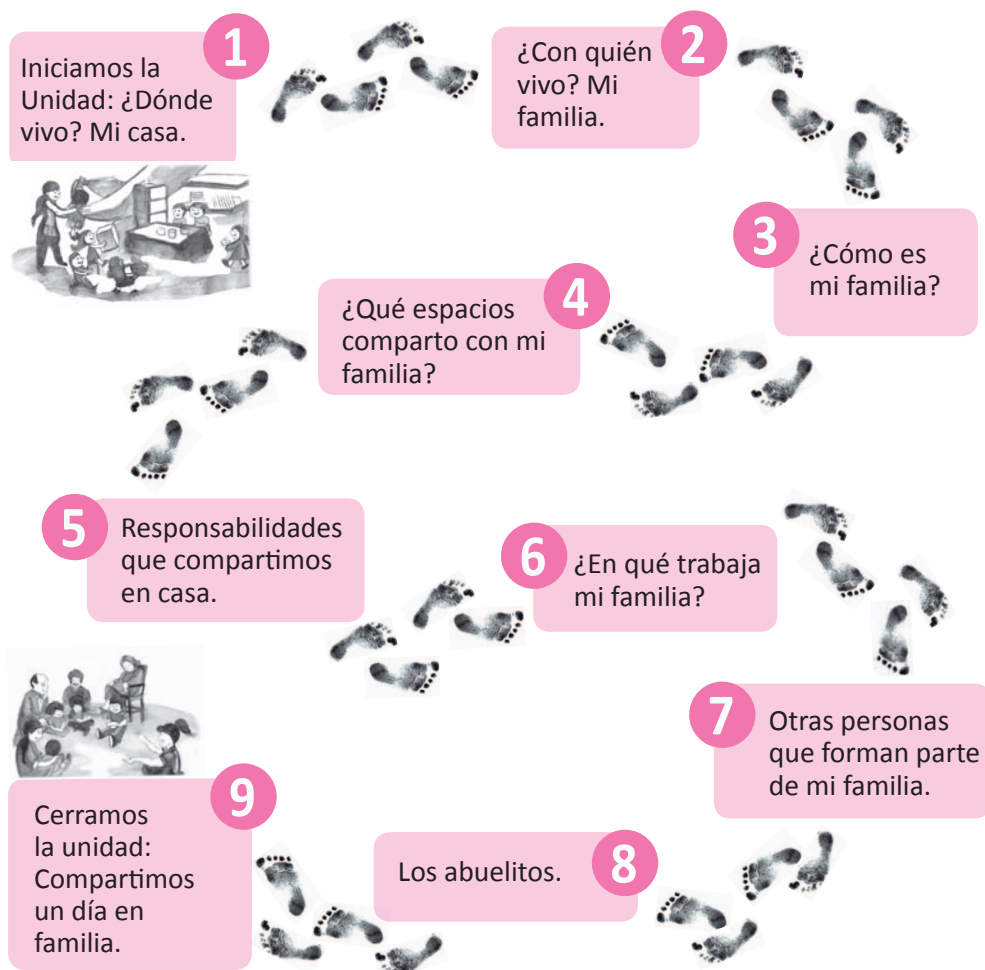 1
Iniciamos la
Unidad: ¿Dónde
vivo? Mi casa.
2
¿Con quién
vivo? Mi
familia.
3
¿Cómo es
mi familia?
4
¿Qué espacios
comparto con mi
familia?
5
Responsabilidades
que compartimos
en casa.
6
¿En qué trabaja
mi familia?
7
Otras personas
que forman parte
de mi familia.
8
Los abuelitos.
9
Cerramos
la unidad:
Compartimos
un día en
familia.